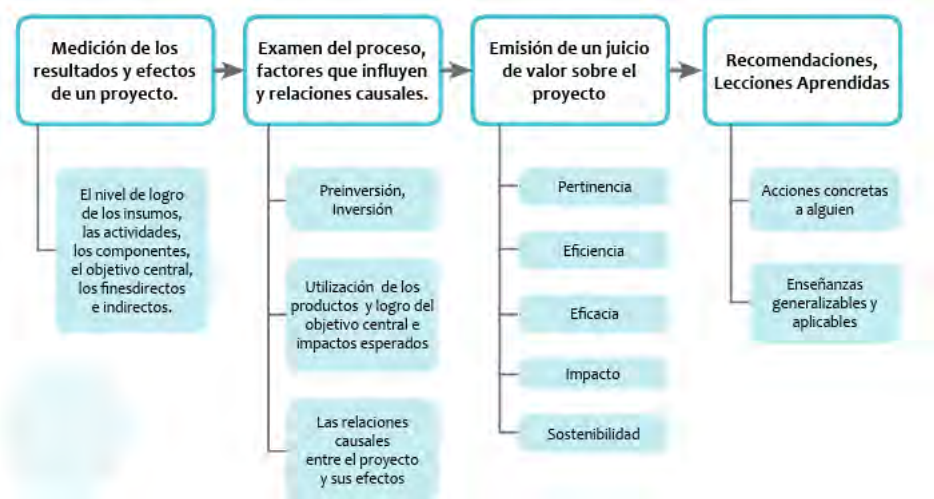 Medición de los
resultados y efectos
de un proyecto.
Examen del proceso,
factores que influyen
y relaciones causales.
Emisión de un juicio
de valor sobre el
proyecto
Recomendaciones,
Lecciones Aprendidas
El nivel de logro
de los insumos,
las actividades,
los componentes,
el objetivo central,
los finesdirectos
e indirectos.
Preinversión,
Inversión
Utilización de los
productos y logro del
objetivo central e
impactos esperados
Las relaciones
causales
entre el proyecto
y sus efectos
Pertinencia
Eficiencia
Eficacia
Impacto
Sostenibilidad
Acciones concretas
a alguien
Enseñanzas
generalizables y
aplicables